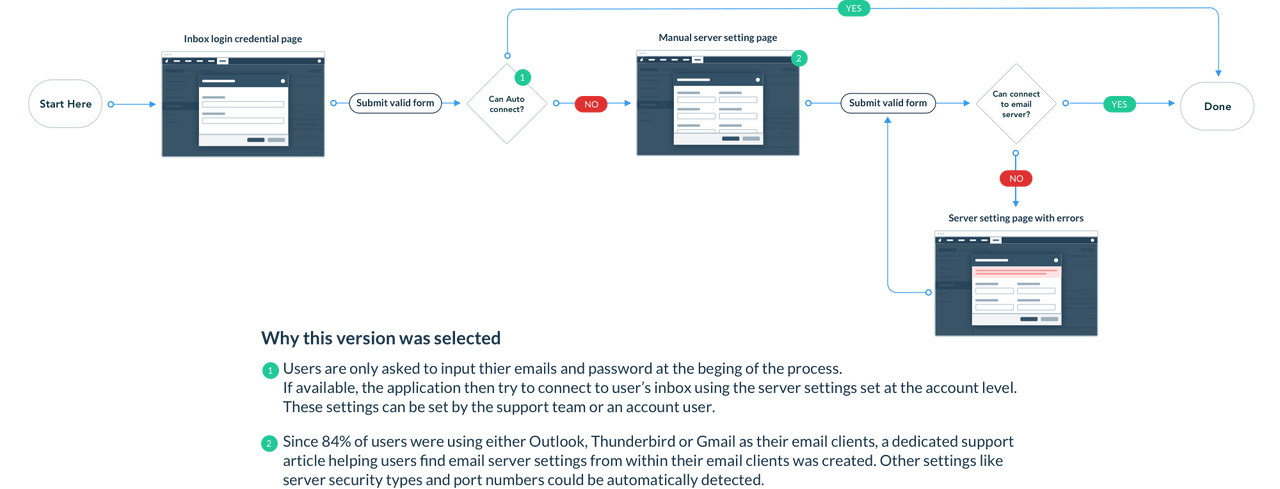 YES
Inbox login credential page
Manual server setting page
2
1
Start Here
Submit valid form
Can Auto
connect?
NO
Submit valid form
Can connect
to email
server?
YES
Done
NO
Server setting page with errors
Why this version was selected
1 Users are only asked to input thier emails and password at the beging of the process.
If available, the application then try to connect to user’s inbox using the server settings set at the account level.
These settings can be set by the support team or an account user.
2 Since 84% of users were using either Outlook, Thunderbird or Gmail as their email clients, a dedicated support
article helping users find email server settings from within their email clients was created. Other settings like
server security types and port numbers could be automatically detected.